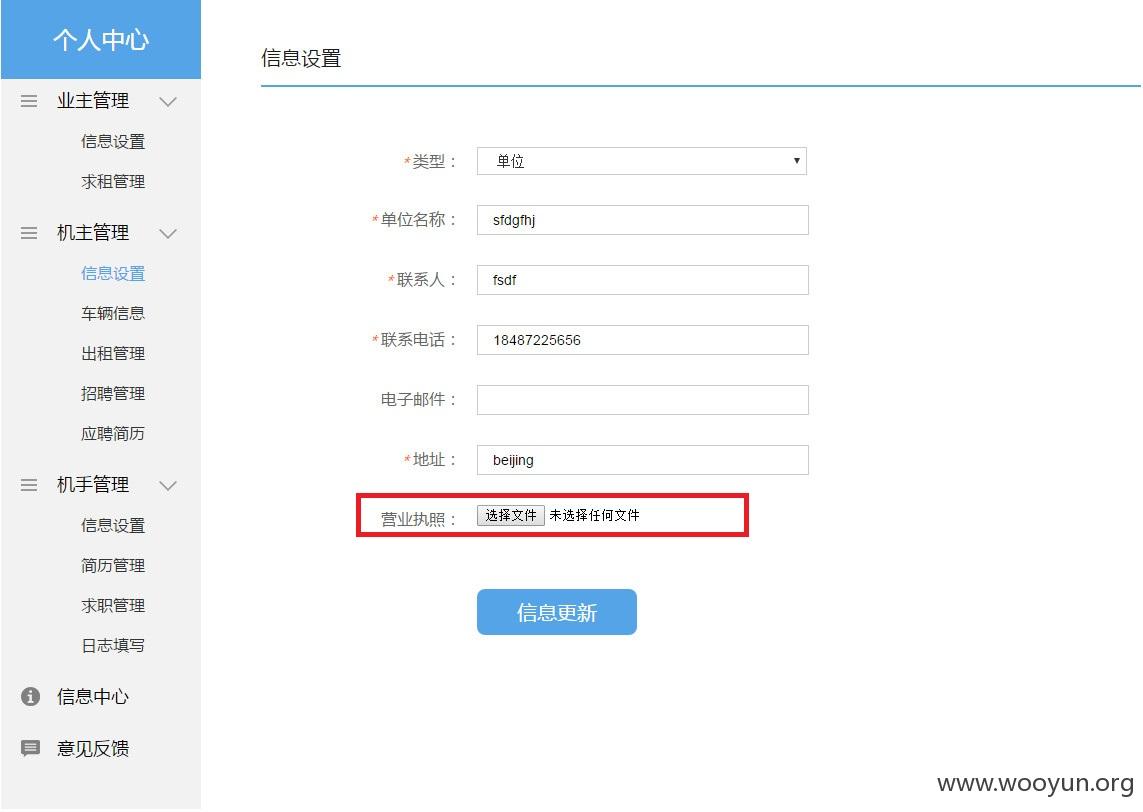 个人中心
业主管理
信息设置
求租管理
机主管理
信息设置
车辆信息
出租管理
招聘管理
应聘简历
机手管理
信息设置
简历管理
求职管理
日志填写
信息中心
意见反馈
信息设置
*类型： 单位
*单位名称： sfdgfhj
*联系人： fsdf
*联系电话： 18487225656
电子邮件：
*地址： beijing
营业执照： 选择文件 未选择任何文件
信息更新
www.wooyun.org